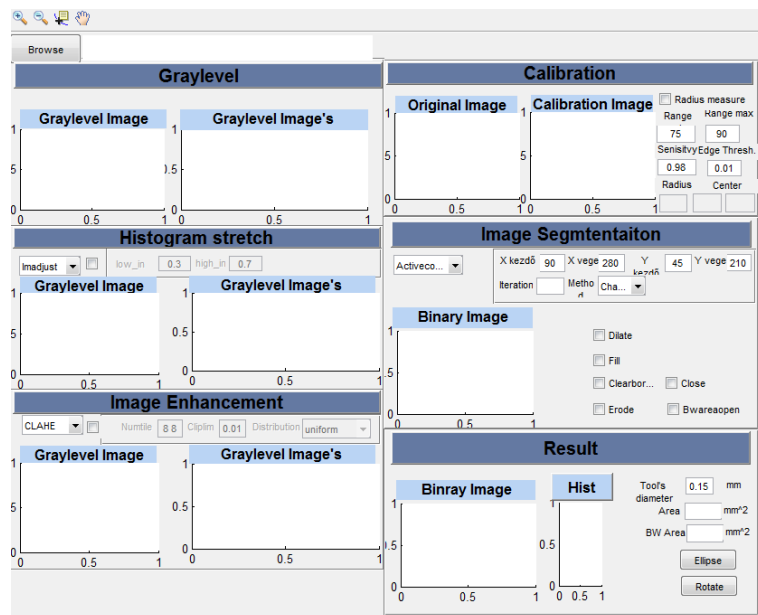 Browse
Graylevel
Graylevel Image
Graylevel Image's
1
5
0
0
0.5
1
1
0.5
0
0
0.5
1
Histogram stretch
Imadjust
low_in
0.3
high_in
0.7
Graylevel Image
Graylevel Image's
1
5
0
0
0.5
1
1
0.5
0
0
0.5
1
Image Enhancement
CLAHE
Numtile
8 8
Cliplim
0.01
Distribution
uniform
Graylevel Image
Graylevel Image's
1
5
0
0
0.5
1
1
0.5
0
0
0.5
1
Calibration
Original Image
Calibration Image
1
5
0
0
0.5
1
1
5
0
0
0.5
1
Radius measure
Range
Range max
75
90
Senisitvy
Edge Thresh.
0.98
0.01
Radius
Center
Image Segmtentaiton
Activeco...
X kezdő
90
X vege
280
Y
kezdő
45
Y vege
210
Iteration
Metho
d
Cha...
Binary Image
1
5
0
0
0.5
1
Dilate
Fill
Clearbor...
Close
Erode
Bwareaopen
Result
Binray Image
Hist
1
.5
0
0
0.5
1
1
0.5
0
0
0.5
1
Tool's
diameter
0.15
mm
Area
mm^2
BW Area
mm^2
Ellipse
Rotate